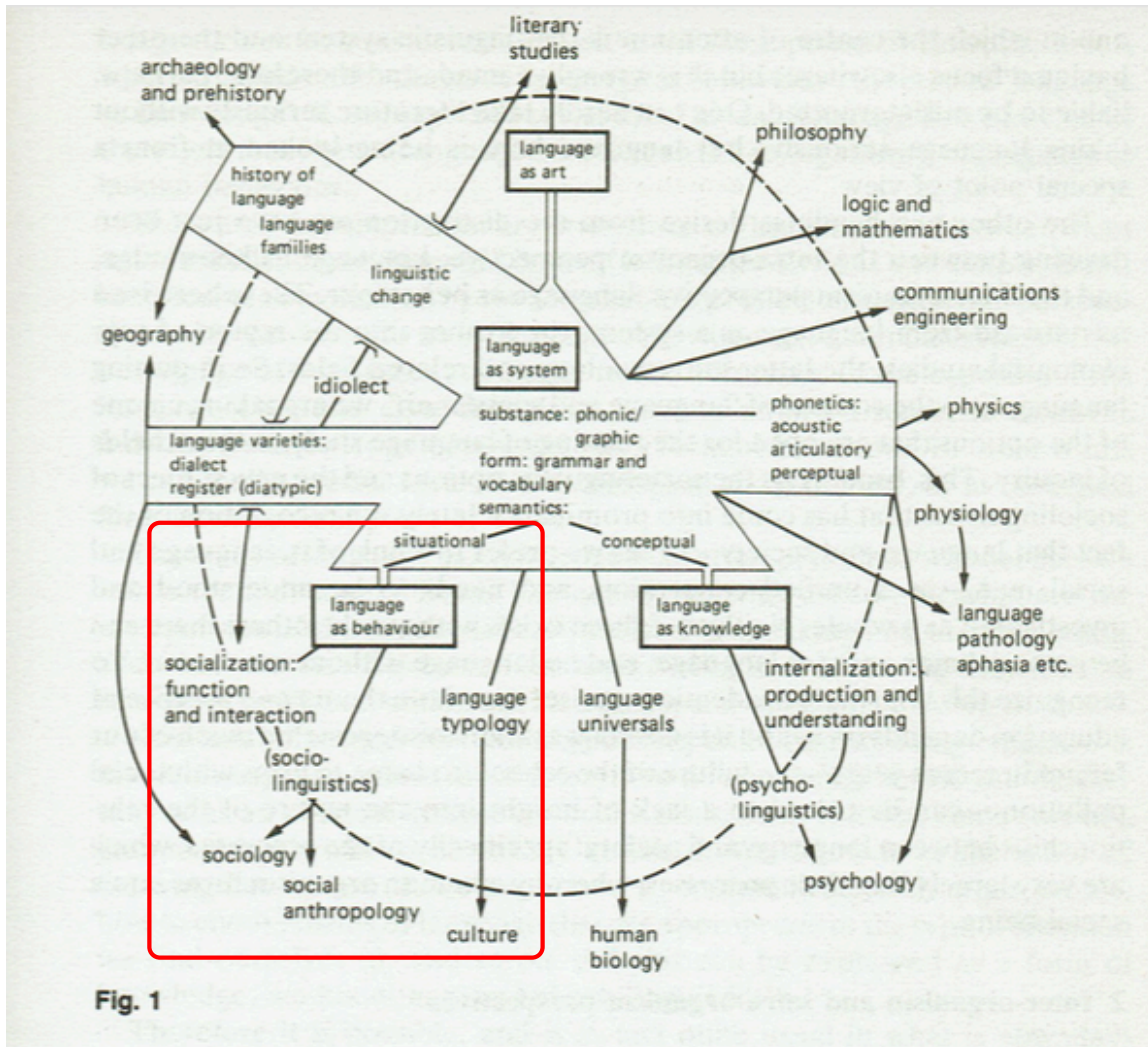 literary
studies
archaeology
and prehistory
language
as art
philosophy
history of
language
language
families
logic and
mathematics
linguistic
change
communications
engineering
geography
language
as system
idiolect
phonetics:
acoustic
articulatory
perceptual
physics
substance: phonic/
graphic
form: grammar and
vocabulary
semantics:
language varieties:
dialect
register (diatypic)
physiology
situational
conceptual
language
as behaviour
language
as knowledge
language
pathology
aphasia etc.
socialization:
function
and interaction
language
typology
language
universals
internalization:
production and
understanding
(socio-
linguistics)
(psycho-
linguistics)
sociology
social
anthropology
psychology
culture
human
biology
Fig. 1